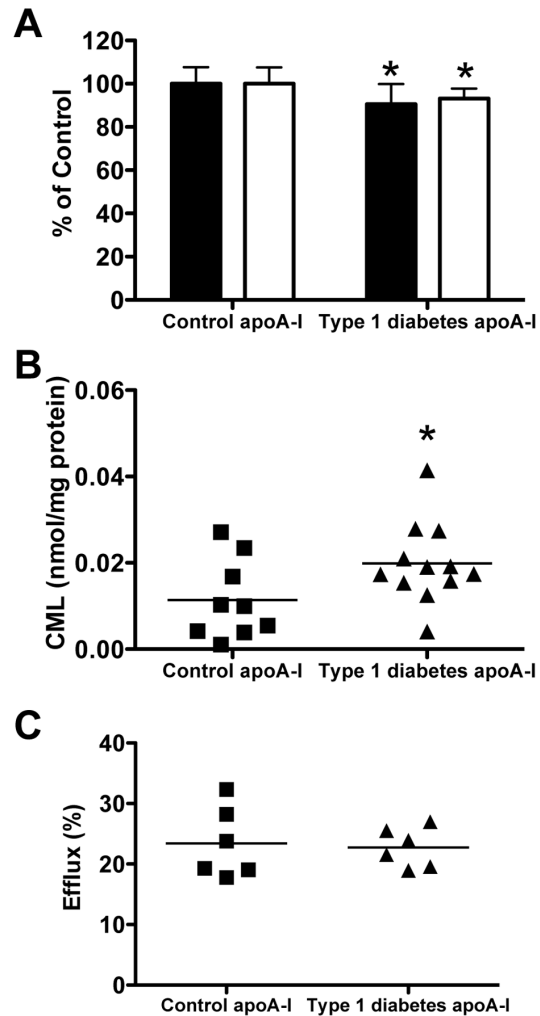 A
% of Control
120
100
80
60
40
20
0
* *
Control apoA-I Type 1 diabetes apoA-I
B
CML (nmol/mg protein)
0.06
0.04
0.02
0.00
*
Control apoA-I Type 1 diabetes apoA-I
C
Efflux (%)
40
30
20
10
0
Control apoA-I Type 1 diabetes apoA-I